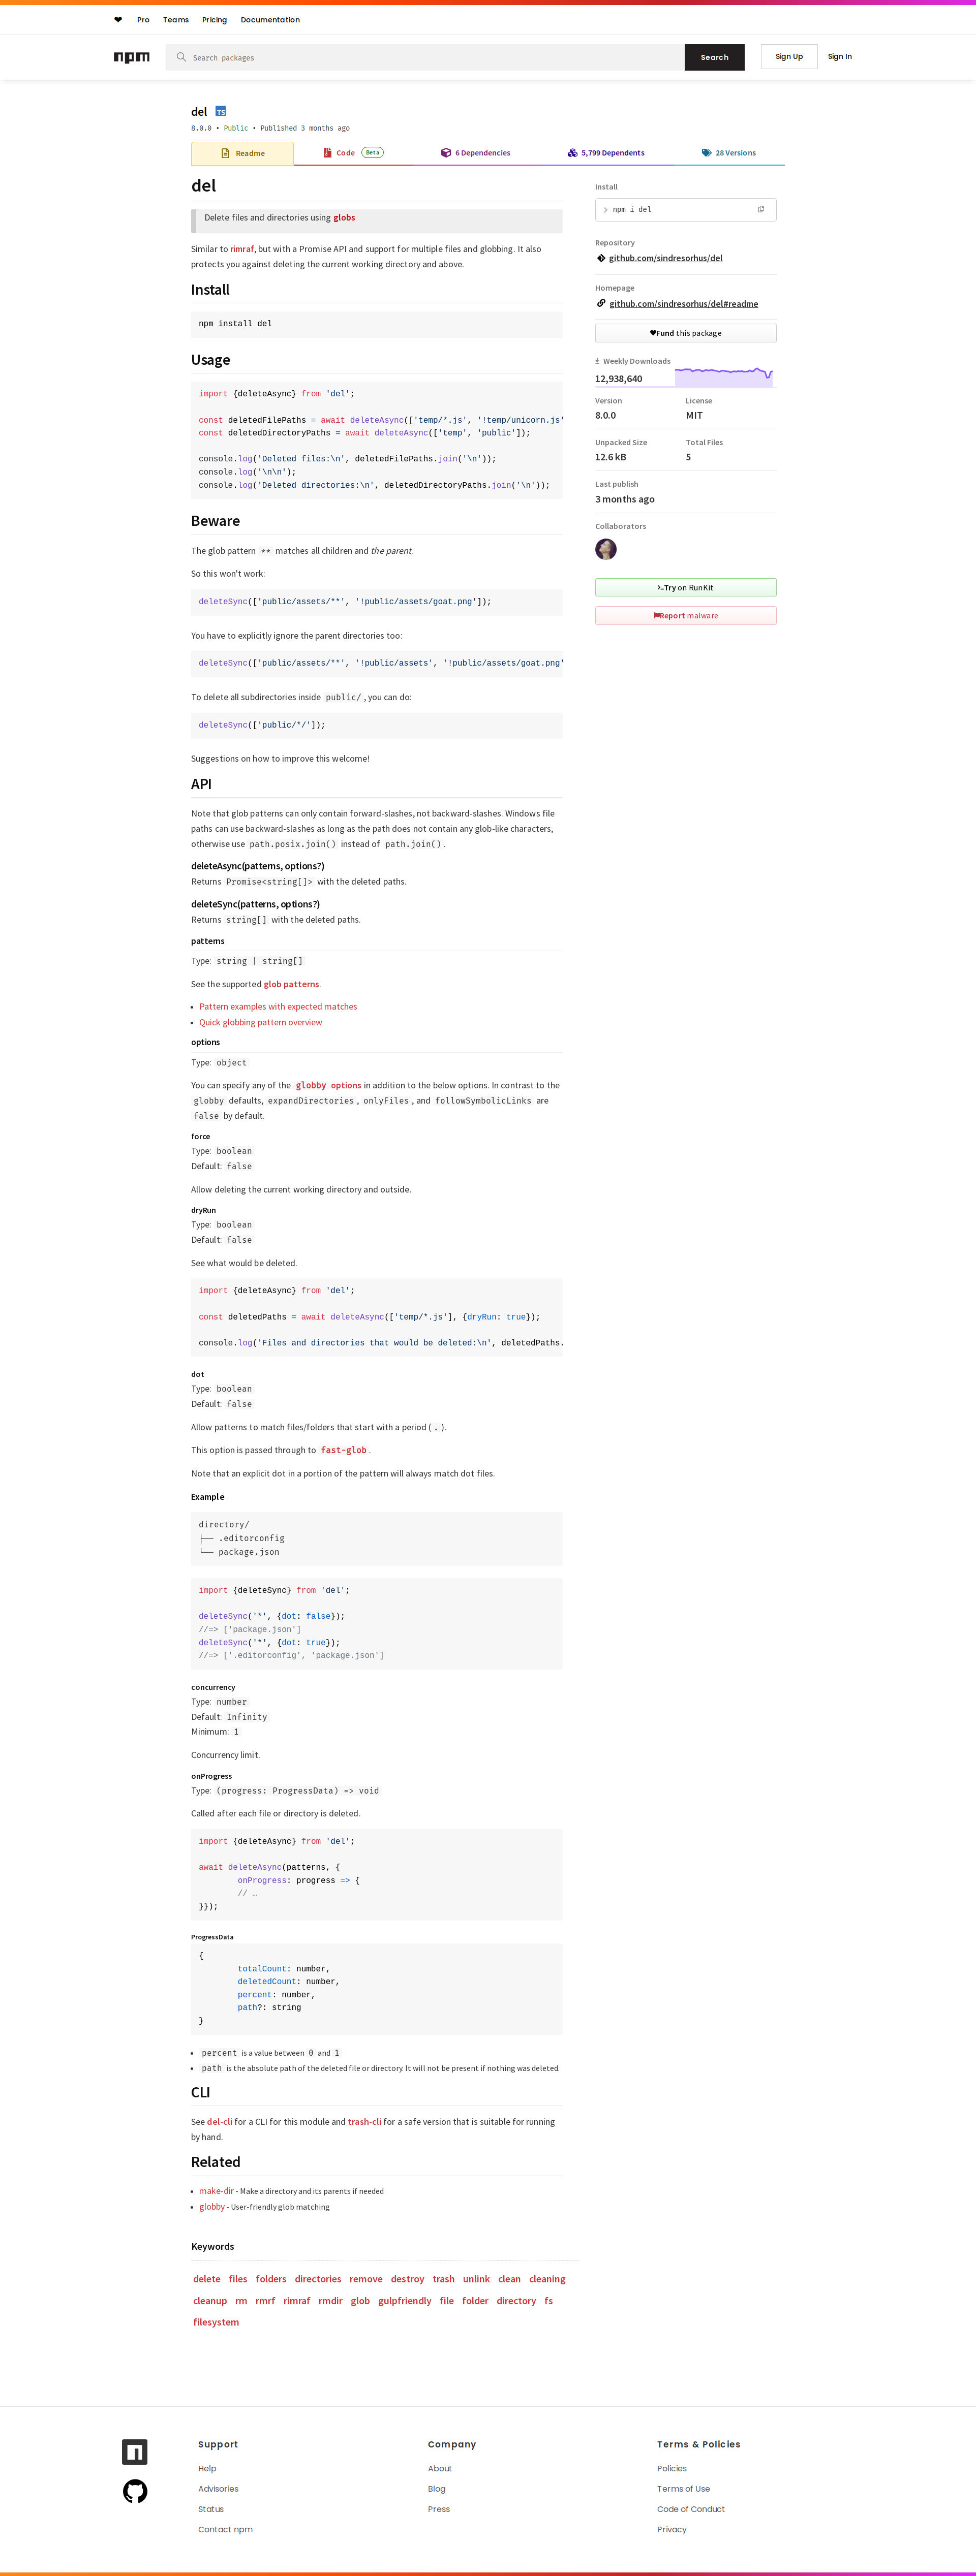 ❤
Pro
Teams
Pricing
Documentation
npm
Search packages
Search
Sign Up
Sign In
del TS
8.0.0 • Public • Published 3 months ago
Readme
Code Beta
6 Dependencies
5,799 Dependents
28 Versions
del
Delete files and directories using globs
Similar to rimraf, but with a Promise API and support for multiple files and globbing. It also
protects you against deleting the current working directory and above.
Install
npm install del
Usage
import {deleteAsync} from 'del';
const deletedFilePaths = await deleteAsync(['temp/*.js', '!temp/unicorn.js'
const deletedDirectoryPaths = await deleteAsync(['temp', 'public']);
console.log('Deleted files:\n', deletedFilePaths.join('\n'));
console.log('\n\n');
console.log('Deleted directories:\n', deletedDirectoryPaths.join('\n'));
Beware
The glob pattern ** matches all children and the parent.
So this won't work:
deleteSync(['public/assets/**', '!public/assets/goat.png']);
You have to explicitly ignore the parent directories too:
deleteSync(['public/assets/**', '!public/assets', '!public/assets/goat.png'
To delete all subdirectories inside public/, you can do:
deleteSync(['public/*/']);
Suggestions on how to improve this welcome!
API
Note that glob patterns can only contain forward-slashes, not backward-slashes. Windows file
paths can use backward-slashes as long as the path does not contain any glob-like characters,
otherwise use path.posix.join() instead of path.join().
deleteAsync(patterns, options?)
Returns Promise<string[]> with the deleted paths.
deleteSync(patterns, options?)
Returns string[] with the deleted paths.
patterns
Type: string | string[]
See the supported glob patterns.
• Pattern examples with expected matches
• Quick globbing pattern overview
options
Type: object
You can specify any of the globby options in addition to the below options. In contrast to the
globby defaults, expandDirectories, onlyFiles, and followSymbolicLinks are
false by default.
force
Type: boolean
Default: false
Allow deleting the current working directory and outside.
dryRun
Type: boolean
Default: false
See what would be deleted.
import {deleteAsync} from 'del';
const deletedPaths = await deleteAsync(['temp/*.js'], {dryRun: true});
console.log('Files and directories that would be deleted:\n', deletedPaths.
dot
Type: boolean
Default: false
Allow patterns to match files/folders that start with a period (.).
This option is passed through to fast-glob.
Note that an explicit dot in a portion of the pattern will always match dot files.
Example
directory/
├── .editorconfig
└── package.json
import {deleteSync} from 'del';
deleteSync('*', {dot: false});
//=> ['package.json']
deleteSync('*', {dot: true});
//=> ['.editorconfig', 'package.json']
concurrency
Type: number
Default: Infinity
Minimum: 1
Concurrency limit.
onProgress
Type: (progress: ProgressData) => void
Called after each file or directory is deleted.
import {deleteAsync} from 'del';
await deleteAsync(patterns, {
onProgress: progress => {
// …
}});
ProgressData
{
totalCount: number,
deletedCount: number,
percent: number,
path?: string
}
• percent is a value between 0 and 1
• path is the absolute path of the deleted file or directory. It will not be present if nothing was deleted.
CLI
See del-cli for a CLI for this module and trash-cli for a safe version that is suitable for running
by hand.
Related
• make-dir - Make a directory and its parents if needed
• globby - User-friendly glob matching
Keywords
delete files folders directories remove destroy trash unlink clean cleaning
cleanup rm rmrf rimraf rmdir glob gulpfriendly file folder directory fs
filesystem
Install
npm i del
Repository
github.com/sindresorhus/del
Homepage
github.com/sindresorhus/del#readme
❤Fund this package
Weekly Downloads
12,938,640
Version
8.0.0
License
MIT
Unpacked Size
12.6 kB
Total Files
5
Last publish
3 months ago
Collaborators
Try on RunKit
Report malware
Support
Help
Advisories
Status
Contact npm
Company
About
Blog
Press
Terms & Policies
Policies
Terms of Use
Code of Conduct
Privacy